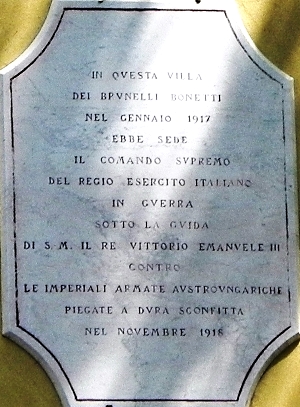 IN QVESTA VILLA
DEI BRVNELLI BONETTI
NEL GENNAIO 1917
EBBE SEDE
IL COMANDO SVPREMO
DEL REGIO ESERCITO ITALIANO
IN GVERRA
SOTTO LA GVIDA
DI S. M. IL RE VITTORIO EMANVELE III
CONTRO
LE IMPERIALI ARMATE AVSTROVNGARICHE
PIEGATE A DVRA SCONFITTA
NEL NOVEMBRE 1918